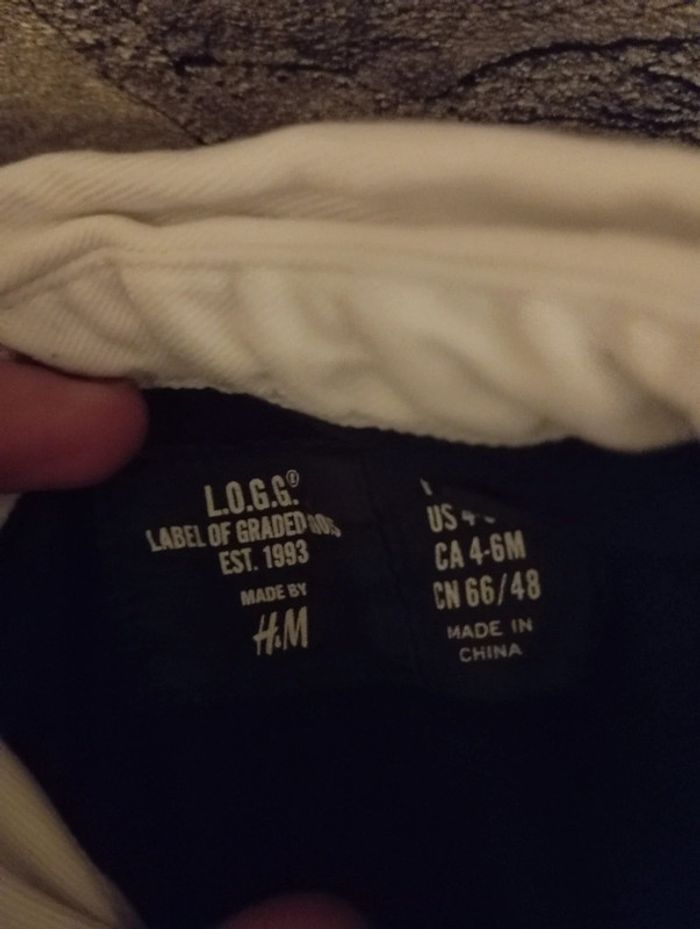 L.O.G.G.®
LABEL OF GRADED
EST. 1993
MADE BY
H&M
US
CA 4-6M
CN 66/48
MADE IN
CHINA